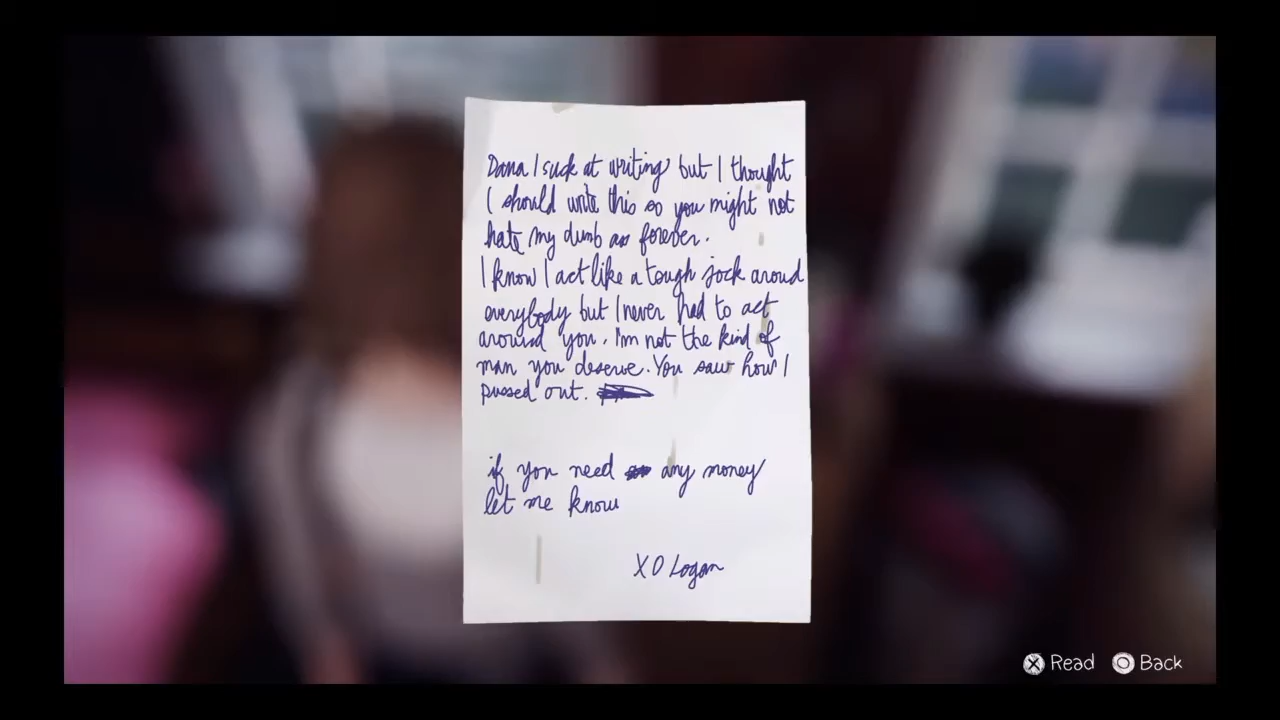 Dana I suck at writing but I thought
I should write this so you might not
hate my dumb ass forever.
I know I act like a tough jock aroud
everybody but I never had to act
around you. I'm not the kind of
man you deserve. You saw how I
pussed out.
if you need any money
let me know
XO Logan
Read Back